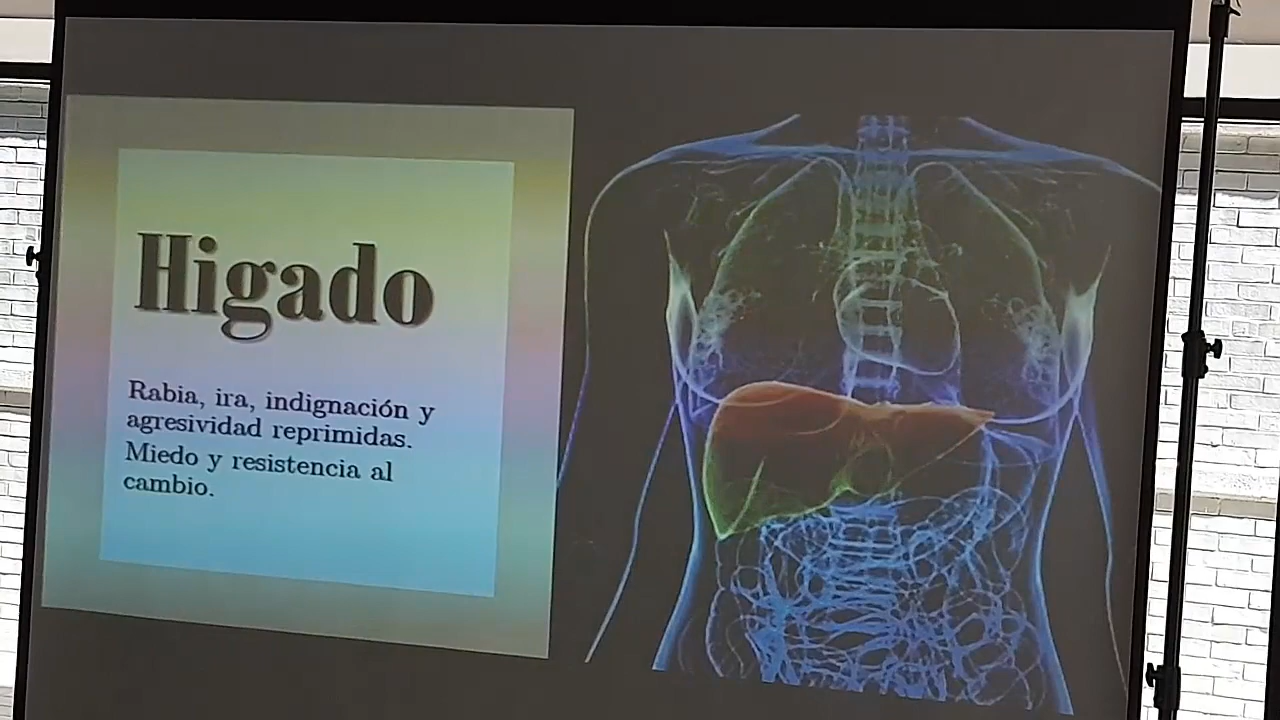 Higado
Rabia, ira, indignación y
agresividad reprimidas.
Miedo y resistencia al
cambio.